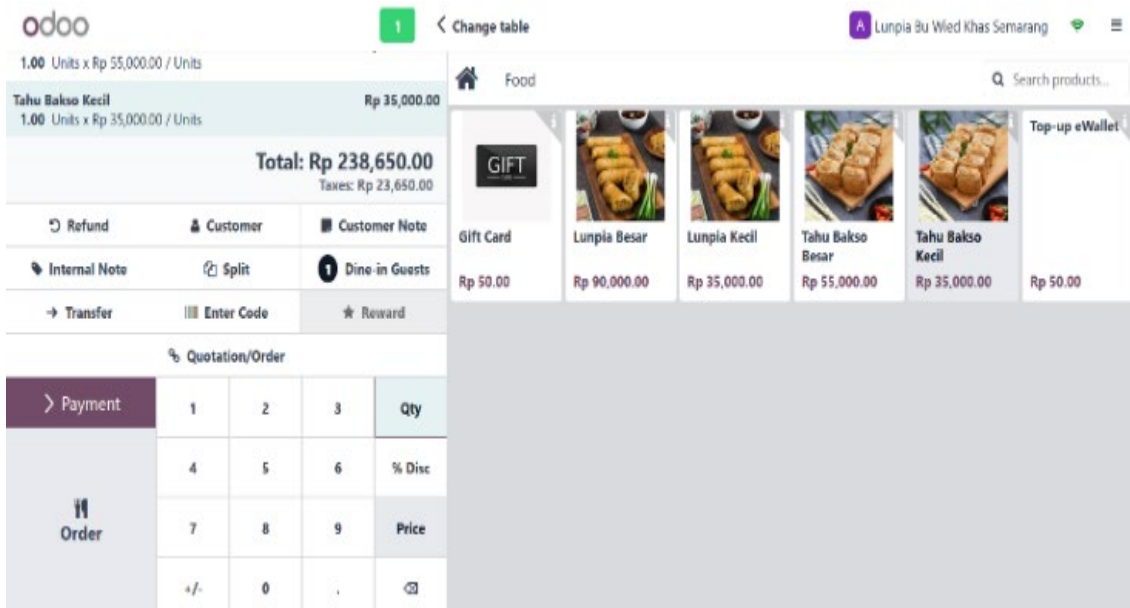 odoo
1
Change table
A Lunpia Bu Wied Khas Semarang
1.00 Units x Rp 55,000.00 / Units
Tahu Bakso Kecil Rp 35,000.00
1.00 Units x Rp 35,000.00 / Units
Total: Rp 238,650.00
Taxes: Rp 23,650.00
Refund
Customer
Customer Note
Internal Note
Split
1 Dine-in Guests
Transfer
Enter Code
Reward
Quotation/Order
Payment
Order
1 2 3 Qty
4 5 6 % Disc
7 8 9 Price
+/- 0 .
Food
Search products...
GIFT
Gift Card
Rp 50.00
Lunpia Besar
Rp 90,000.00
Lunpia Kecil
Rp 35,000.00
Tahu Bakso
Besar
Rp 55,000.00
Tahu Bakso
Kecil
Rp 35,000.00
Top-up eWallet
Rp 50.00